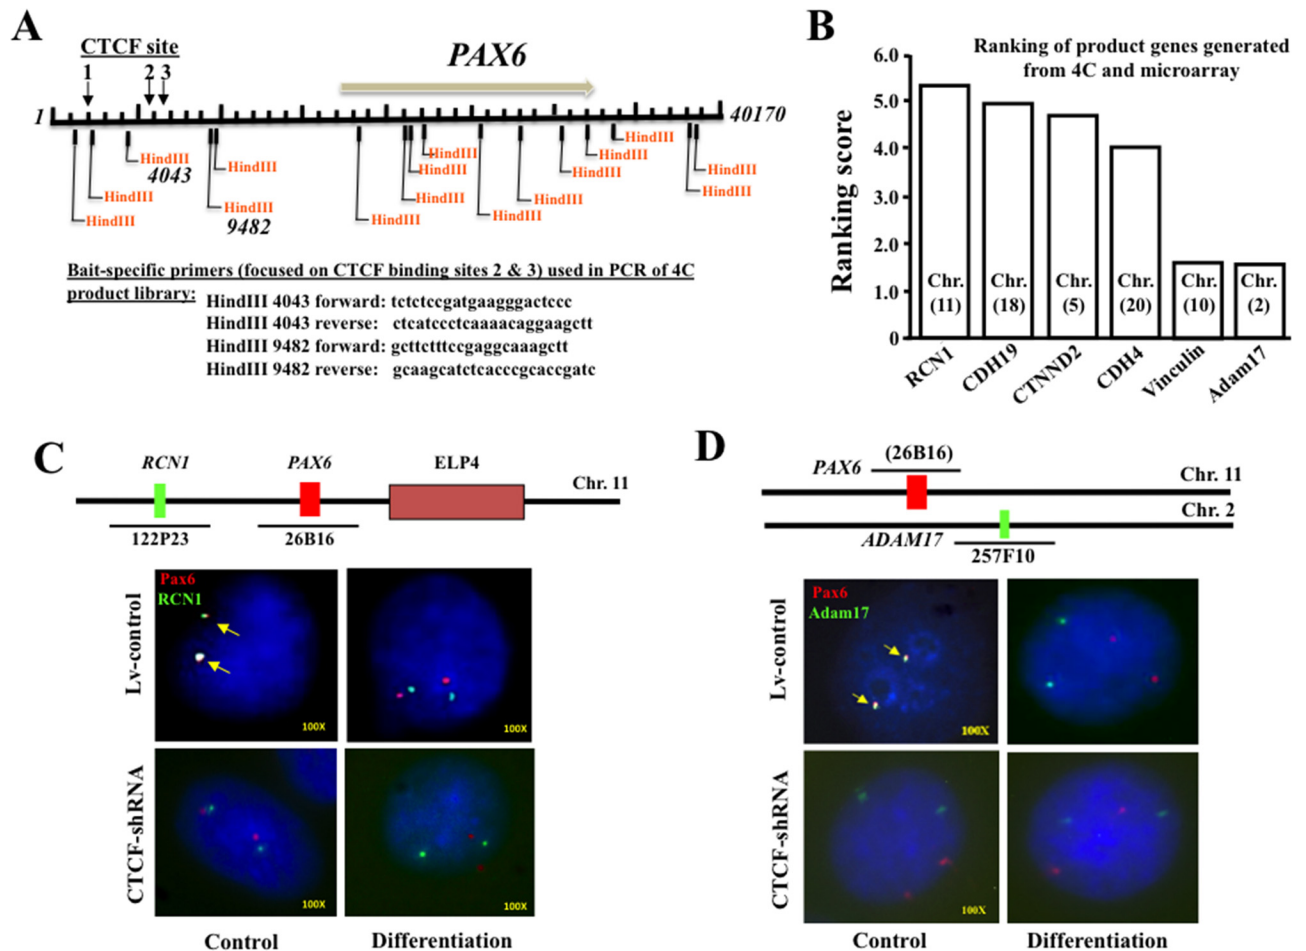 A
CTCF site
1 2 3
PAX6
1
40170
HindIII
4043
HindIII
HindIII
HindIII
HindIII
9482
HindIII
HindIII
HindIII
HindIII
HindIII
HindIII
HindIII
HindIII
HindIII
HindIII
HindIII
Bait-specific primers (focused on CTCF binding sites 2 & 3) used in PCR of 4C
product library:
HindIII 4043 forward: tctctccgatgaagggactccc
HindIII 4043 reverse: ctcatccctcaaaacaggaagctt
HindIII 9482 forward: gcttctttccgaggcaaagctt
HindIII 9482 reverse: gcaagcatctcacccgcaccgatc
B
Ranking of product genes generated
from 4C and microarray
Ranking score
6.0
5.0
4.0
3.0
2.0
1.0
0
Chr. (11)
Chr. (18)
Chr. (5)
Chr. (20)
Chr. (10)
Chr. (2)
RCN1
CDH19
CTNND2
CDH4
Vinculin
Adam17
C
RCN1 PAX6 ELP4
Chr. 11
122P23 26B16
Lv-control
Pax6
RCN1
100X
100X
CTCF-shRNA
100X
100X
Control Differentiation
D
PAX6 (26B16)
Chr. 11
Chr. 2
ADAM17
257F10
Lv-control
Pax6
Adam17
100X
CTCF-shRNA
100X
Control Differentiation